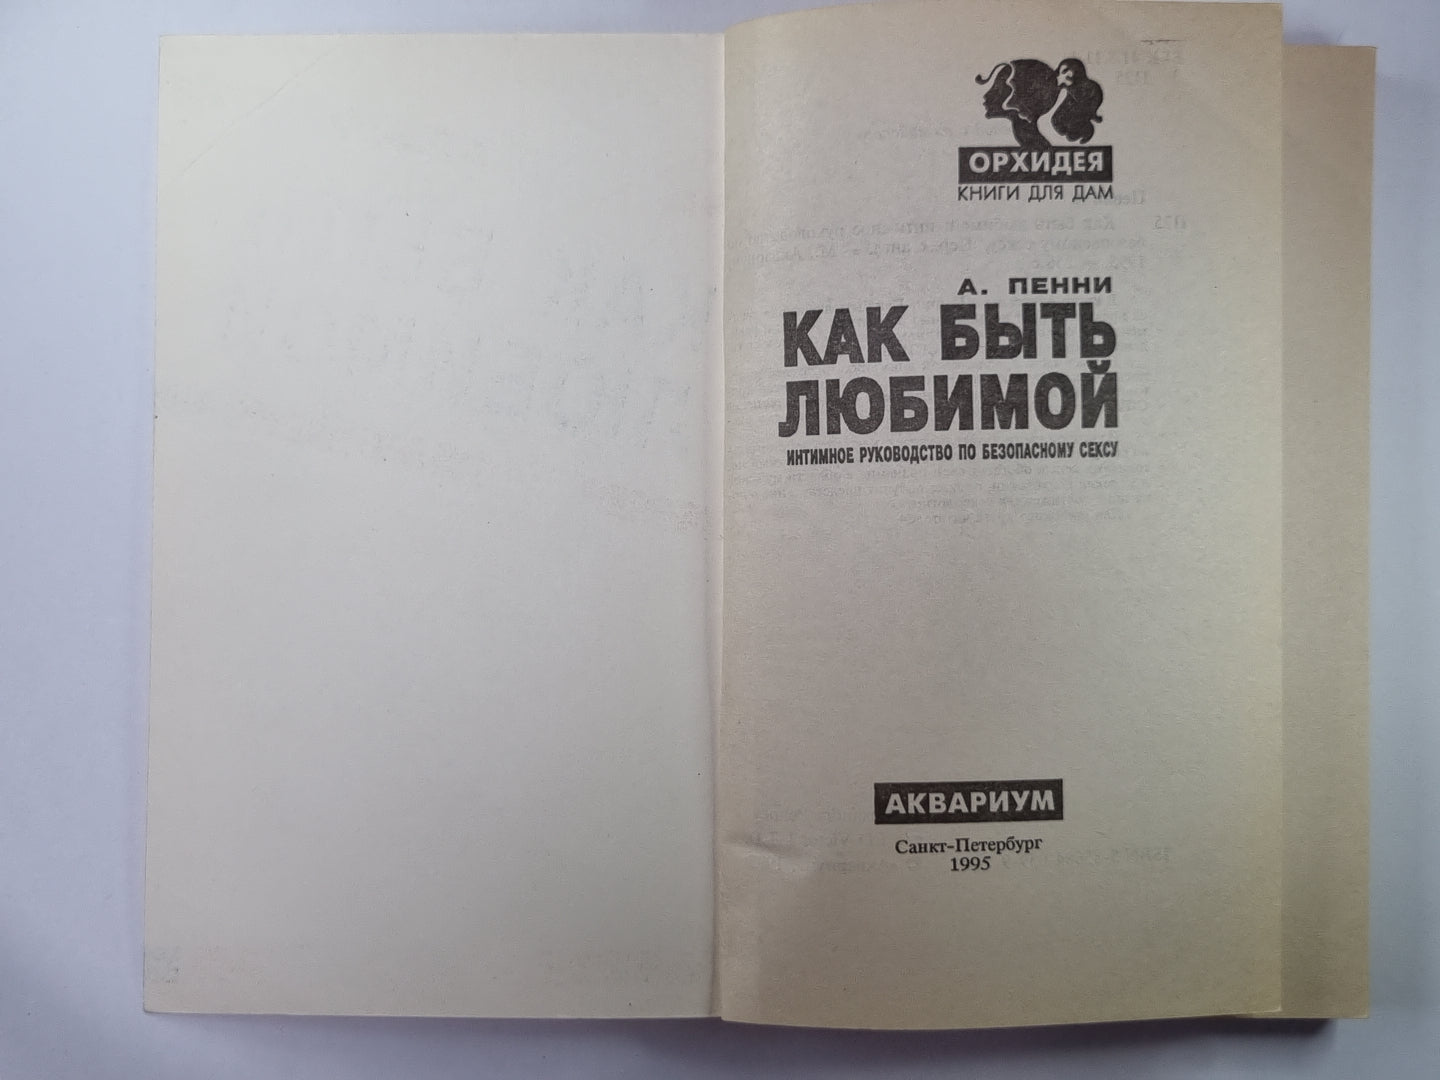 ОРХИДЕЯ
КНИГИ ДЛЯ ДАМ
А. ПЕННИ
КАК БЫТЬ
ЛЮБИМОЙ
ИНТИМНОЕ РУКОВОДСТВО ПО БЕЗОПАСНОМУ СЕКСУ
АКВАРИУМ
Санкт-Петербург
1995